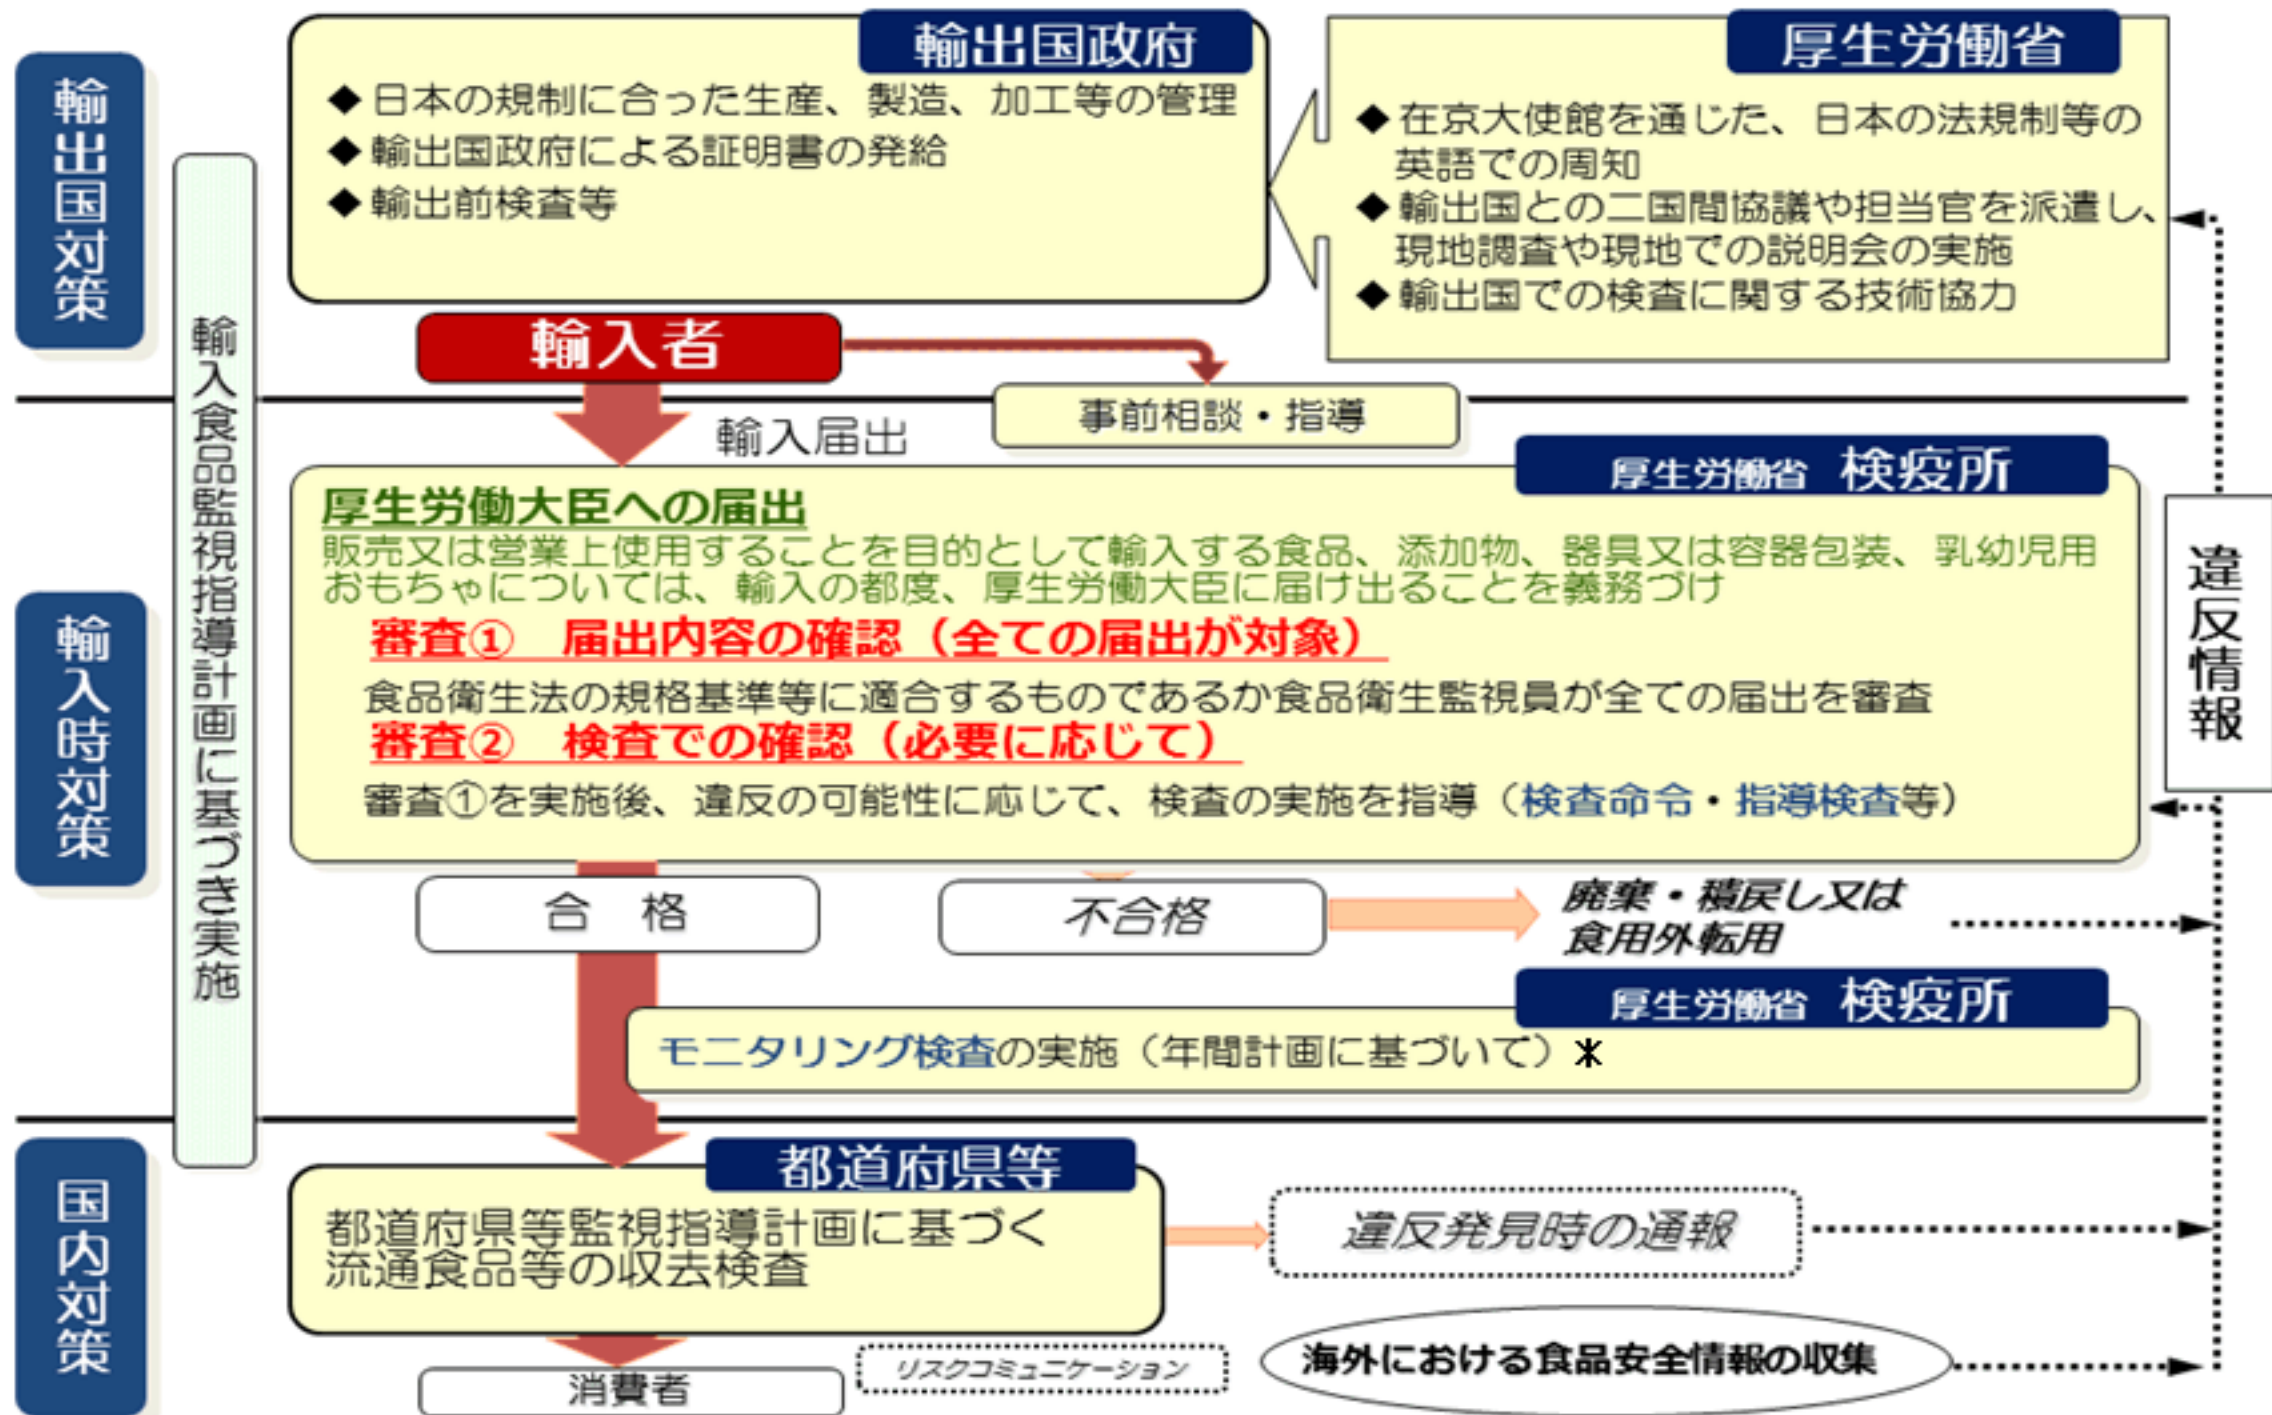 輸出国対策
輸入食品監視指導計画に基づき実施
輸出国政府
◆日本の規制に合った生産、製造、加工等の管理
◆輸出国政府による証明書の発給
◆輸出前検査等
厚生労働省
◆在京大使館を通じた、日本の法規制等の
英語での周知
◆輸出国との二国間協議や担当官を派遣し、
現地調査や現地での説明会の実施
◆輸出国での検査に関する技術協力
輸入者
事前相談・指導
輸入届出
輸入時対策
厚生労働省 検疫所
厚生労働大臣への届出
販売又は営業上使用することを目的として輸入する食品、添加物、器具又は容器包装、乳幼児用
おもちゃについては、輸入の都度、厚生労働大臣に届け出ることを義務づけ
審査① 届出内容の確認（全ての届出が対象）
食品衛生法の規格基準等に適合するものであるか食品衛生監視員が全ての届出を審査
審査② 検査での確認（必要に応じて）
審査①を実施後、違反の可能性に応じて、検査の実施を指導（検査命令・指導検査等）
違反情報
合 格
不合格
廃棄・積戻し又は
食用外転用
厚生労働省 検疫所
モニタリング検査の実施（年間計画に基づいて）*
国内対策
都道府県等
都道府県等監視指導計画に基づく
流通食品等の収去検査
違反発見時の通報
消費者
リスクコミュニケーション
海外における食品安全情報の収集